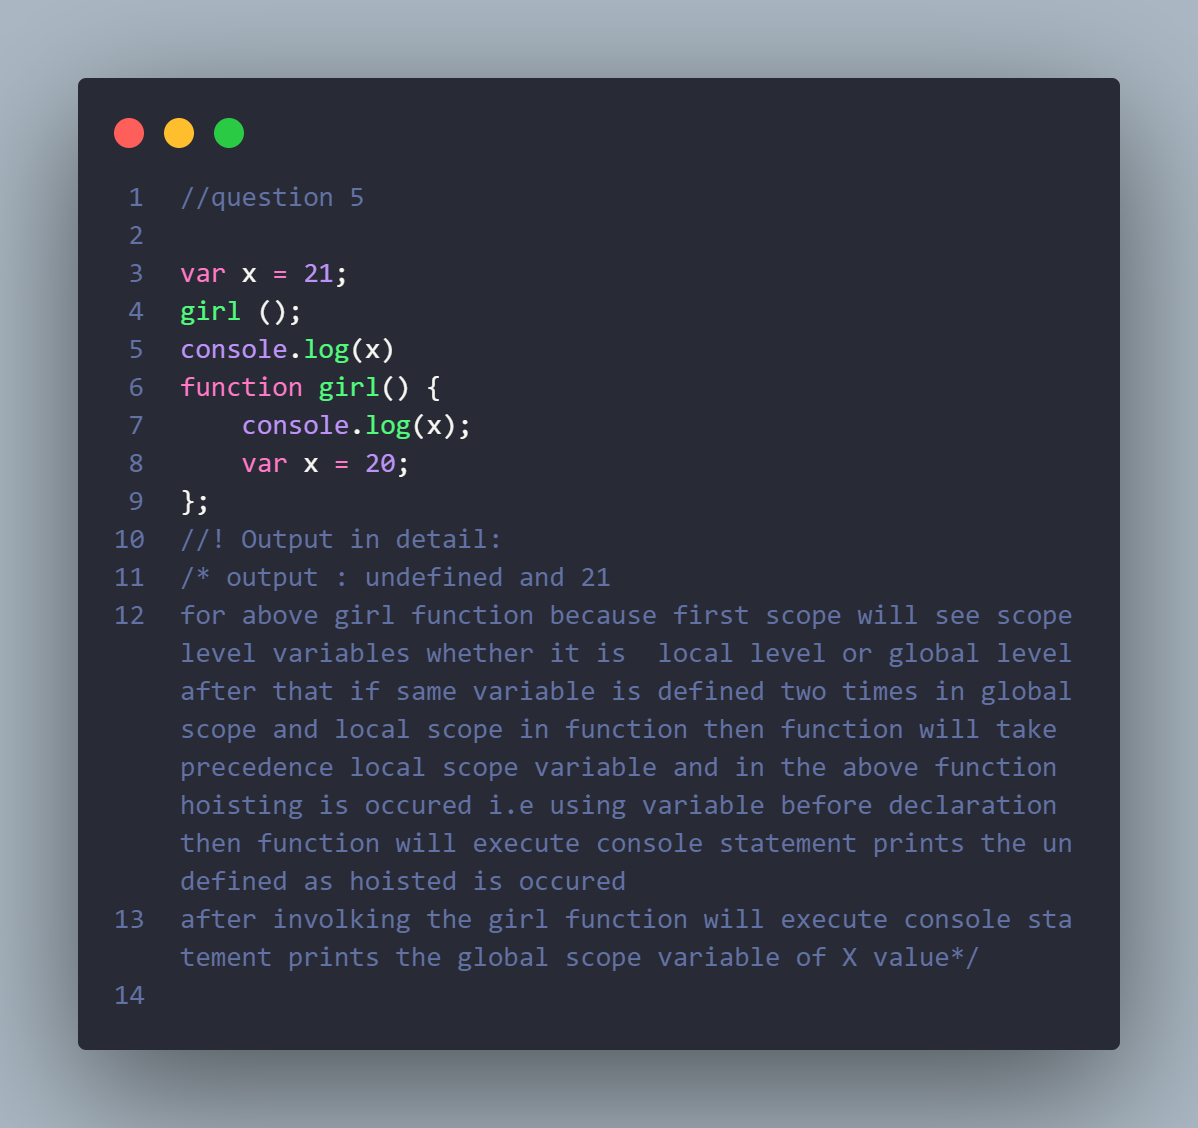 1 //question 5
2
3 var x = 21;
4 girl ();
5 console.log(x)
6 function girl() {
7     console.log(x);
8     var x = 20;
9 };
10 //! Output in detail:
11 /* output : undefined and 21
12 for above girl function because first scope will see scope
level variables whether it is  local level or global level
after that if same variable is defined two times in global
scope and local scope in function then function will take
precedence local scope variable and in the above function
hoisting is occured i.e using variable before declaration
then function will execute console statement prints the un
defined as hoisted is occured
13 after involking the girl function will execute console sta
tement prints the global scope variable of X value*/
14